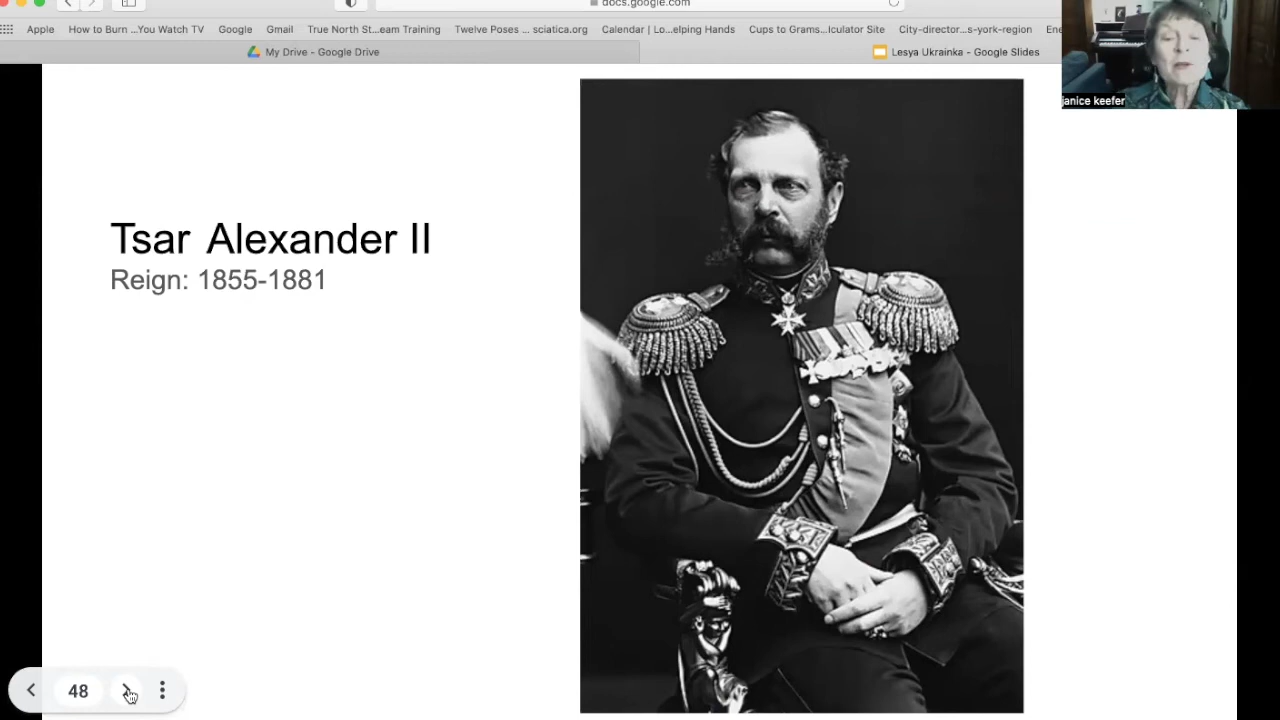 docs.google.com
Apple How to Burn ...You Watch TV Google Gmail True North St...eam Training Twelve Poses ... sciatica.org Calendar | Lo...elping Hands Cups to Grams...lculator Site City-director...s-york-region Ene
My Drive - Google Drive Lesya Ukrainka - Google Slides
janice keefer
Tsar Alexander II
Reign: 1855-1881
48